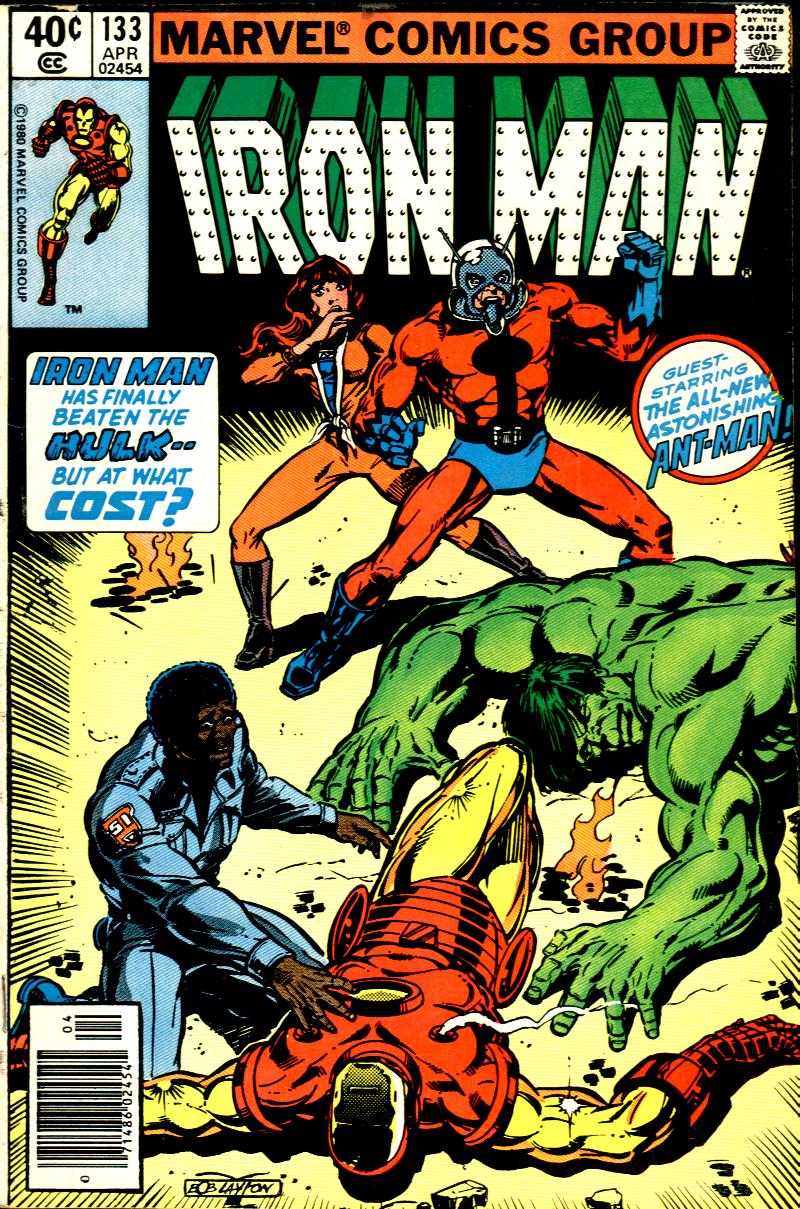 40¢
CC
133
APR
02454
MARVEL® COMICS GROUP
APPROVED
BY THE
COMICS
CODE
AUTHORITY
©1980 MARVEL COMICS GROUP
TM
IRON MAN®
IRON MAN
HAS FINALLY
BEATEN THE
HULK--
BUT AT WHAT
COST?
GUEST-
STARRING
THE ALL-NEW
ASTONISHING
ANT-MAN!
SI
04
71486 02454
0
BOB LAYTON